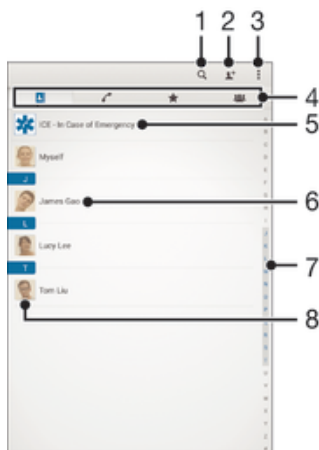 1 2 3
4
ICE - In Case of Emergency
5
Myself
J
James Gao
6
L
Lucy Lee
7
T
Tom Liu
8